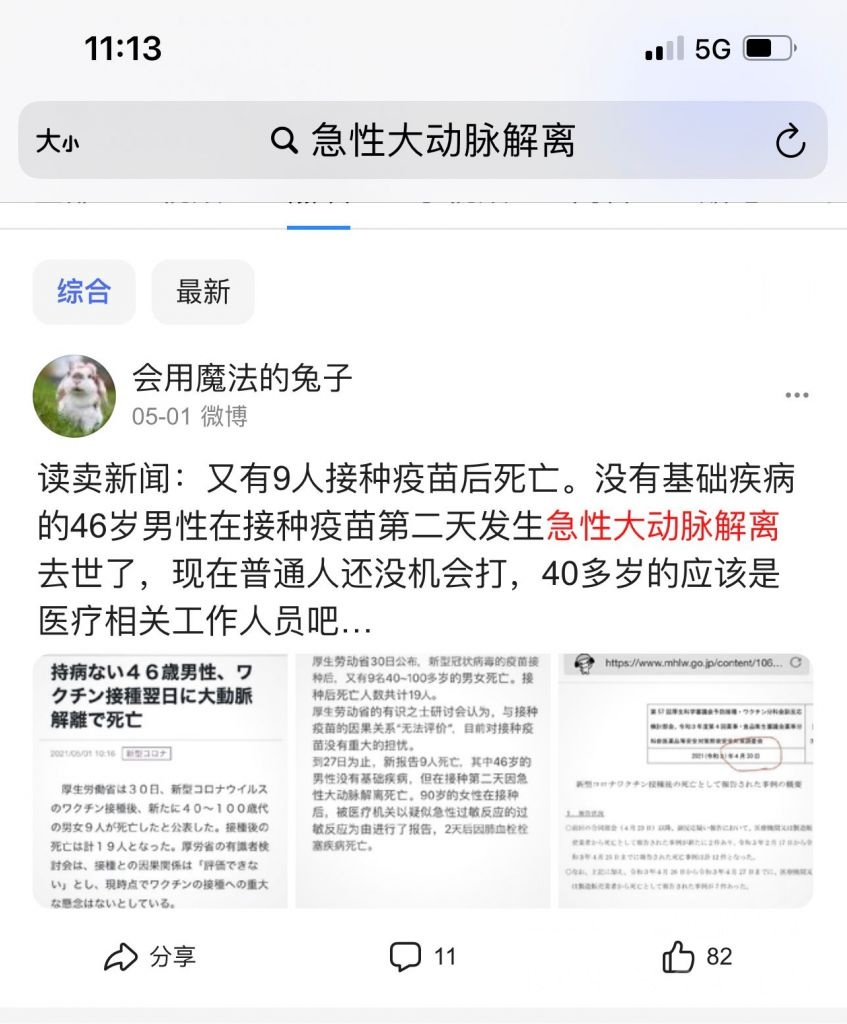 11:13
5G
大小
急性大动脉解离
综合
最新
会用魔法的兔子
05-01 微博
读卖新闻：又有9人接种疫苗后死亡。没有基础疾病
的46岁男性在接种疫苗第二天发生急性大动脉解离
去世了，现在普通人还没机会打，40多岁的应该是
医疗相关工作人员吧...
持病ない４６歳男性、ワ
クチン接種翌日に大動脈
解離で死亡
2021/05/01 10:16 新型コロナ
厚生労働省は３０日、新型コロナウイルス
のワクチン接種後、新たに４０～１００歳代
の男女９人が死亡したと公表した。接種後の
死亡は計１９人となった。厚労省の有識者検
討会は、接種との因果関係は「評価できな
い」とし、現時点でワクチンの接種への重大
な懸念はないとしている。
厚生劳动省30日公布，新型冠状病毒的疫苗接
种后，又有9名40~100多岁的男女死亡。接
种后死亡人数共计19人。
厚生劳动省的有识之士研讨会认为，与接种
疫苗的因果关系“无法评价”，目前对接种疫
苗没有重大的担忧。
到27日为止，新报告9人死亡，其中46岁的
男性没有基础疾病，但在接种第二天因急
性大动脉解离死亡。90岁的女性在接种
后，被医疗机关以疑似急性过敏反应的过
敏反应为由进行了报告，2天后因肺血栓栓
塞疾病死亡。
https://www.mhlw.go.jp/content/106...
2021(令和3)年4月30日
新型コロナワクチン接種後の死亡として報告された事例の概要
分享
11
82